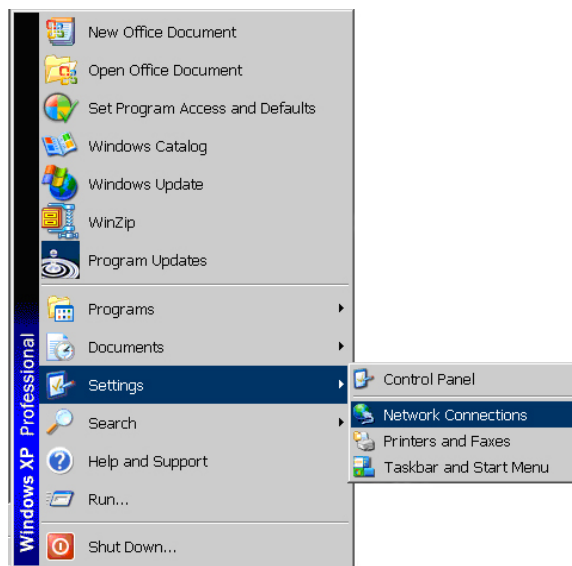 New Office Document
Open Office Document
Set Program Access and Defaults
Windows Catalog
Windows Update
WinZip
Program Updates
Programs
Documents
Settings
Search
Help and Support
Run...
Shut Down...
Windows XP Professional
Control Panel
Network Connections
Printers and Faxes
Taskbar and Start Menu